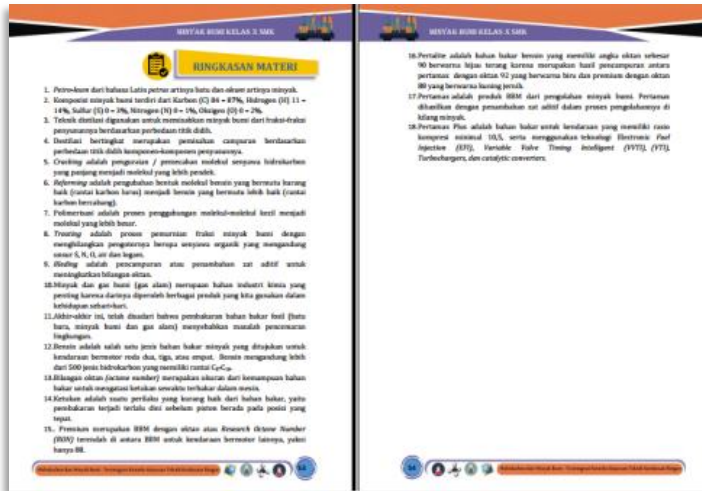 MINYAK BUMI KELAS X SMK
RINGKASAN MATERI
1. Petro-leum dari bahasa Latin petrus artinya batu dan oleum artinya minyak.
2. Komposisi minyak bumi terdiri dari Karbon (C) 84 – 87%, Hidrogen (H) 11 –
14%, Sulfur (S) 0 – 3%, Nitrogen (N) 0 – 1%, Oksigen (O) 0 – 2%.
3. Teknik distilasi digunakan untuk memisahkan minyak bumi dari fraksi-fraksi
penyusunnya berdasarkan perbedaan titik didih.
4. Destilasi bertingkat merupakan pemisahan campuran berdasarkan
perbedaan titik didih komponen-komponen penyusunnya.
5. Cracking adalah penguraian / pemecahan molekul senyawa hidrokarbon
yang panjang menjadi molekul yang lebih pendek.
6. Reforming adalah pengubahan bentuk molekul bensin yang bermutu kurang
baik (rantai karbon lurus) menjadi bensin yang bermutu lebih baik (rantai
karbon bercabang).
7. Polimerisasi adalah proses penggabungan molekul-molekul kecil menjadi
molekul yang lebih besar.
8. Treating adalah proses pemurnian fraksi minyak bumi dengan
menghilangkan pengotornya berupa senyawa organik yang mengandung
unsur S, N, O, air dan logam.
9. Blnding adalah pencampuran atau penambahan zat aditif untuk
meningkatkan bilangan oktan.
10.Minyak dan gas bumi (gas alam) merupaan bahan industri kimia yang
penting karena darinya diperoleh berbagai produk yang kita gunakan dalam
kehidupan sehari-hari.
11.Akhir-akhir ini, telah disadari bahwa pembakaran bahan bakar fosil (batu
bara, minyak bumi dan gas alam) menyebabkan masalah pencemaran
lingkungan.
12.Bensin adalah salah satu jenis bahan bakar minyak yang ditujukan untuk
kendaraan bermotor roda dua, tiga, atau empat. Bensin mengandung lebih
dari 500 jenis hidrokarbon yang memiliki rantai
13.Bilangan oktan (octane number) merupakan ukuran dari kemampuan bahan
bakar untuk mengatasi ketukan sewaktu terbakar dalam mesin.
14.Ketukan adalah suatu perilaku yang kurang baik dari bahan bakar, yaitu
pembakaran terjadi terlalu dini sebelum piston berada pada posisi yang
tepat.
15.. Premium merupakan BBM dengan oktan atau Research Octane Number
(RON) terendah di antara BBM untuk kendaraan bermotor lainnya, yakni
hanya 88.
53
MINYAK BUMI KELAS X SMK
16.Pertalite adalah bahan bakar bensin yang memiliki angka oktan sebesar
90 berwarna hijau terang karena merupakan hasil pencampuran antara
pertamax dengan oktan 92 yang berwarna biru dan premium dengan oktan
88 yang berwarna kuning jernih.
17.Pertamax adalah produk BBM dari pengolahan minyak bumi. Pertamax
dihasilkan dengan penambahan zat aditif dalam proses pengolahannya di
kilang minyak.
18.Pertamax Plus adalah bahan bakar untuk kendaraan yang memiliki rasio
kompresi minimal 10,5, serta menggunakan teknologi Electronic Fuel
Injection (EFI), Variable Valve Timing Intelligent (VVTI), (VTI),
Turbochargers, dan catalytic converters.
54